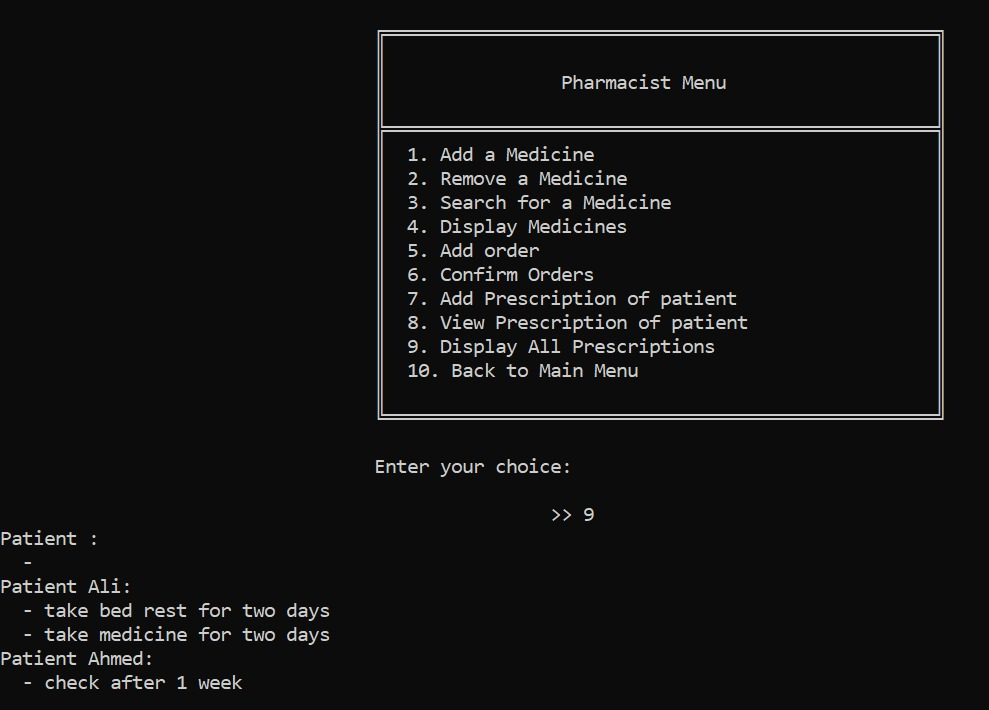 Pharmacist Menu
1. Add a Medicine
2. Remove a Medicine
3. Search for a Medicine
4. Display Medicines
5. Add order
6. Confirm Orders
7. Add Prescription of patient
8. View Prescription of patient
9. Display All Prescriptions
10. Back to Main Menu
Enter your choice:
>> 9
Patient :
-
Patient Ali:
- take bed rest for two days
- take medicine for two days
Patient Ahmed:
- check after 1 week